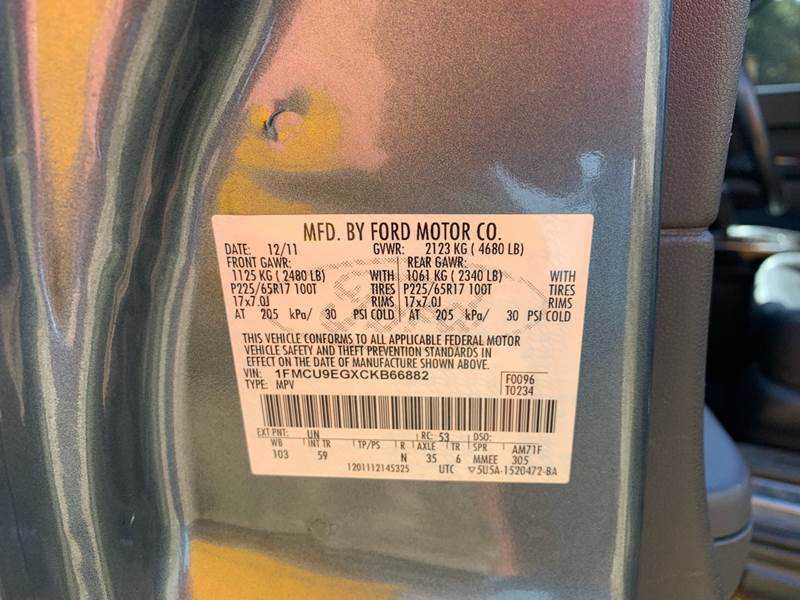 MFD. BY FORD MOTOR CO.
DATE: 12/11 GVWR: 2123 KG ( 4680 LB)
FRONT GAWR: REAR GAWR:
1125 KG ( 2480 LB) WITH 1061 KG ( 2340 LB) WITH
P225/65R17 100T TIRES P225/65R17 100T TIRES
17x7.0J RIMS 17x7.0J RIMS
AT 205 kPa/ 30 PSI COLD AT 205 kPa/ 30 PSI COLD
THIS VEHICLE CONFORMS TO ALL APPLICABLE FEDERAL MOTOR
VEHICLE SAFETY AND THEFT PREVENTION STANDARDS IN
EFFECT ON THE DATE OF MANUFACTURE SHOWN ABOVE.
VIN: 1FMCU9EGXCKB66882 F0096
TYPE: MPV T0234
EXT PNT: UN RC: 53 DSO:
WB INT TR TP/PS R AXLE TR SPR AM71F
103 59 N 35 6 MMEE 305
1201112145325 UTC ▽5U5A-1520472-BA
Ford